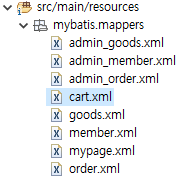 src/main/resources
mybatis.mappers
admin_goods.xml
admin_member.xml
admin_order.xml
cart.xml
goods.xml
member.xml
mypage.xml
order.xml